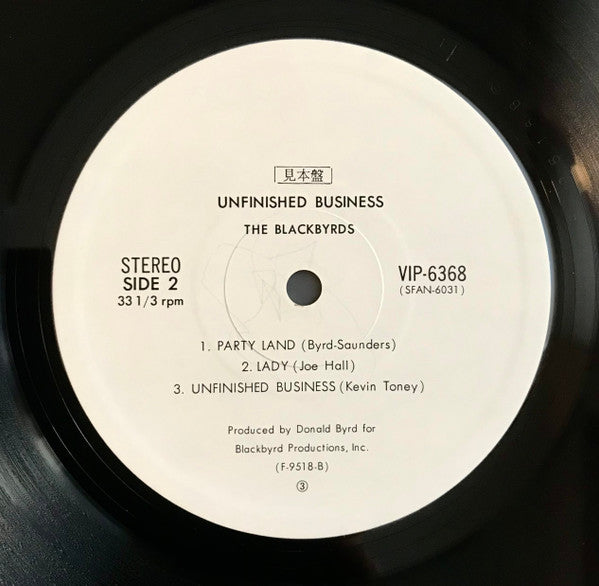 見本盤
UNFINISHED BUSINESS
THE BLACKBYRDS
STEREO
SIDE 2
33 1/3 rpm
VIP-6368
(SFAN-6031)
1. PARTY LAND (Byrd-Saunders)
2. LADY (Joe Hall)
3. UNFINISHED BUSINESS (Kevin Toney)
Produced by Donald Byrd for
Blackbyrd Productions, Inc.
(F-9518-B)
③